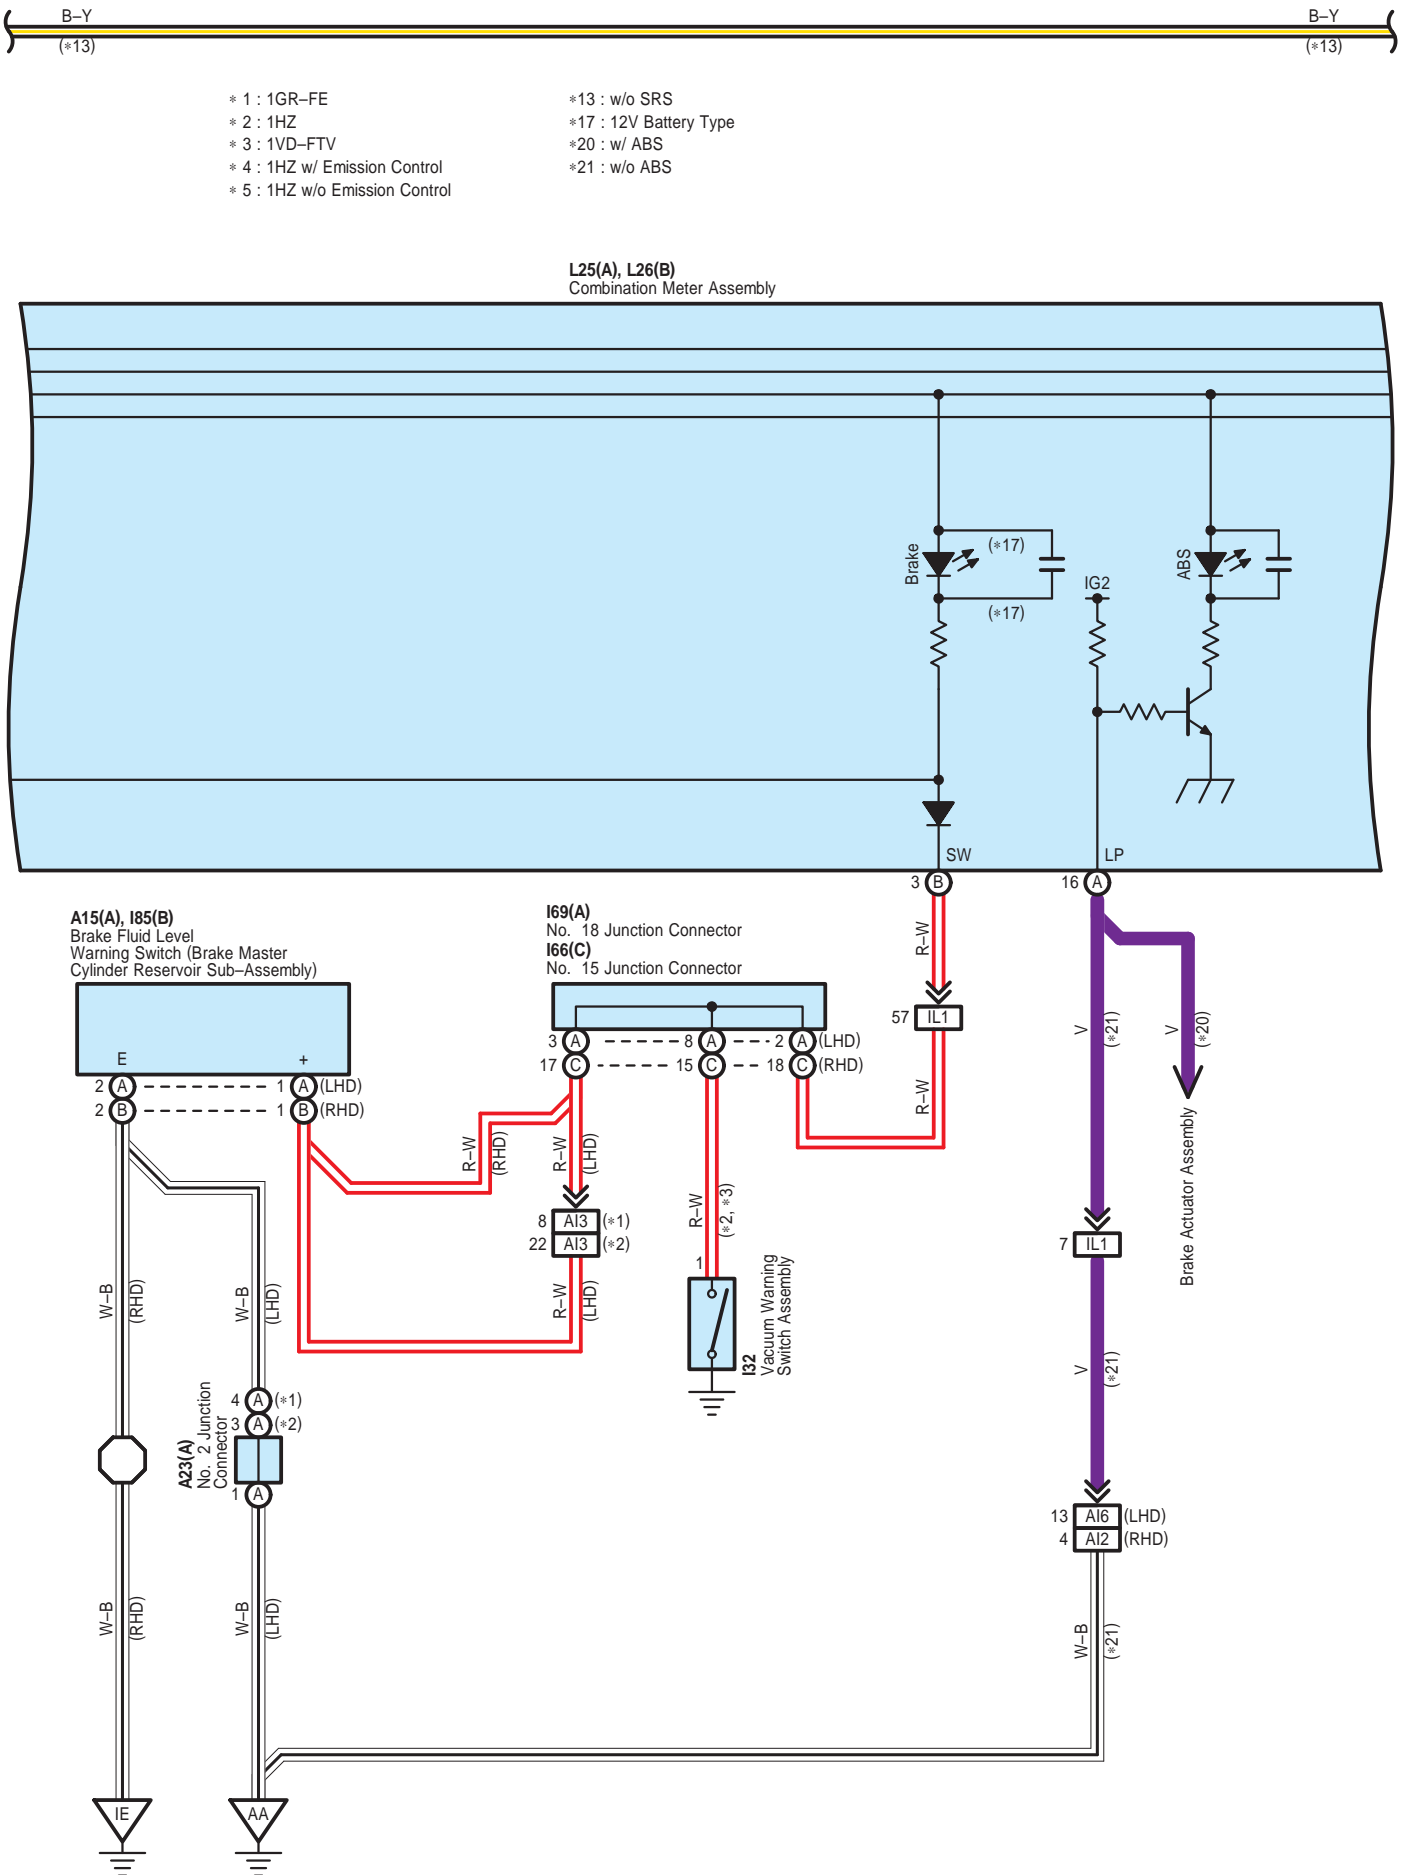 B–Y
(*13)
B–Y
(*13)
* 1 : 1GR–FE
* 2 : 1HZ
* 3 : 1VD–FTV
* 4 : 1HZ w/ Emission Control
* 5 : 1HZ w/o Emission Control
*13 : w/o SRS
*17 : 12V Battery Type
*20 : w/ ABS
*21 : w/o ABS
L25(A), L26(B)
Combination Meter Assembly
Brake
(*17)
(*17)
IG2
ABS
SW
LP
3 B
16 A
A15(A), I85(B)
Brake Fluid Level
Warning Switch (Brake Master
Cylinder Reservoir Sub–Assembly)
E
+
2 A
1 A (LHD)
2 B
1 B (RHD)
I69(A)
No. 18 Junction Connector
I66(C)
No. 15 Junction Connector
3 A
8 A
2 A (LHD)
17 C
15 C
18 C (RHD)
R–W
57 IL1
R–W
V
(*21)
V
(*20)
Brake Actuator Assembly
R–W
(RHD)
R–W
(LHD)
8 AI3 (*1)
22 AI3 (*2)
R–W
(LHD)
R–W
(*2, *3)
1
I32
Vacuum Warning
Switch Assembly
7 IL1
V
(*21)
W–B
(RHD)
W–B
(LHD)
4 A (*1)
3 A (*2)
A23(A)
No. 2 Junction
Connector
1 A
13 AI6 (LHD)
4 AI2 (RHD)
W–B
(RHD)
W–B
(LHD)
W–B
(*21)
IE
AA